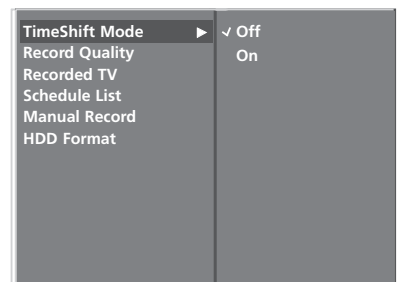 TimeShift Mode ▶ ✓ Off
Record Quality On
Recorded TV
Schedule List
Manual Record
HDD Format